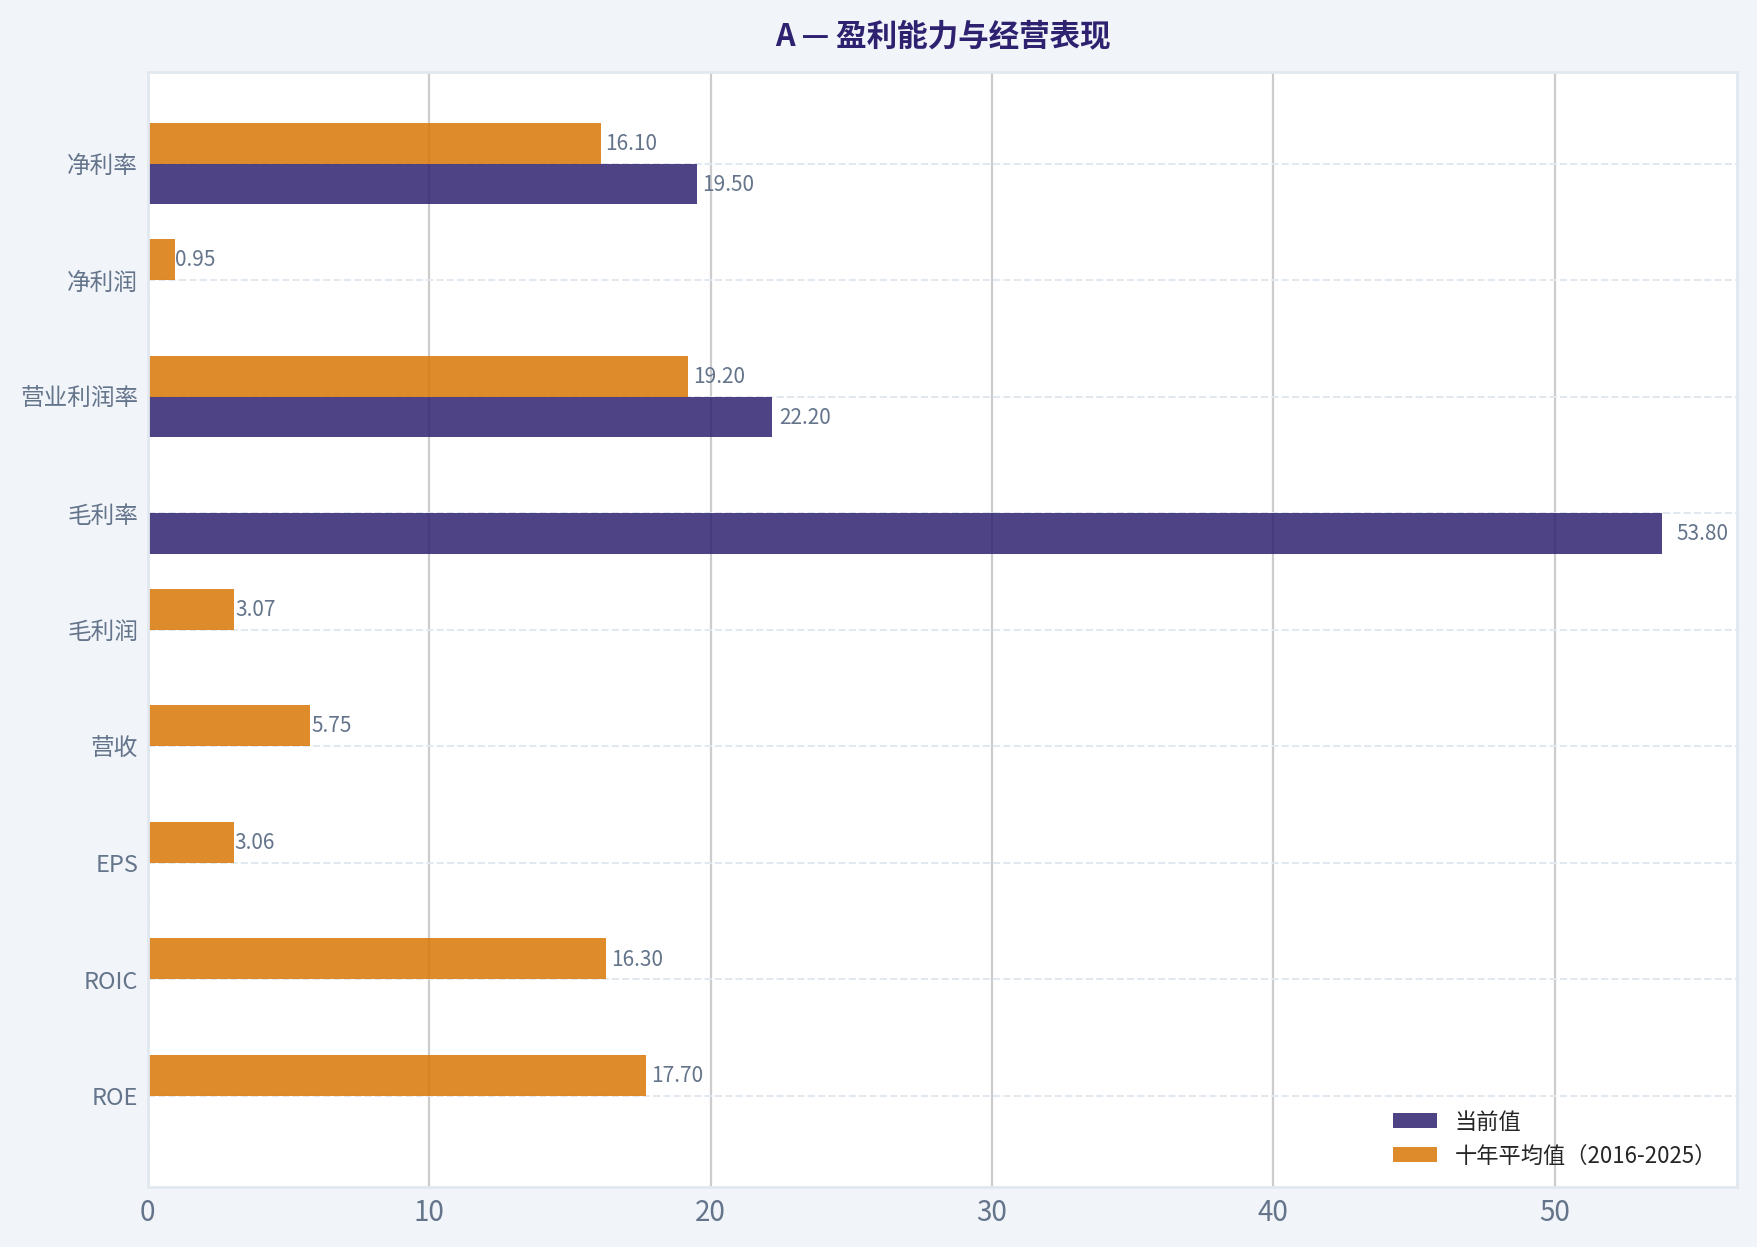 A — 盈利能力与经营表现
净利率
16.10
19.50
净利润
0.95
营业利润率
19.20
22.20
毛利率
53.80
毛利润
3.07
营收
5.75
EPS
3.06
ROIC
16.30
ROE
17.70
当前值
十年平均值（2016-2025）
0 10 20 30 40 50